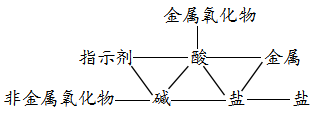 金属氧化物
指示剂 酸 金属
非金属氧化物 碱 盐 盐